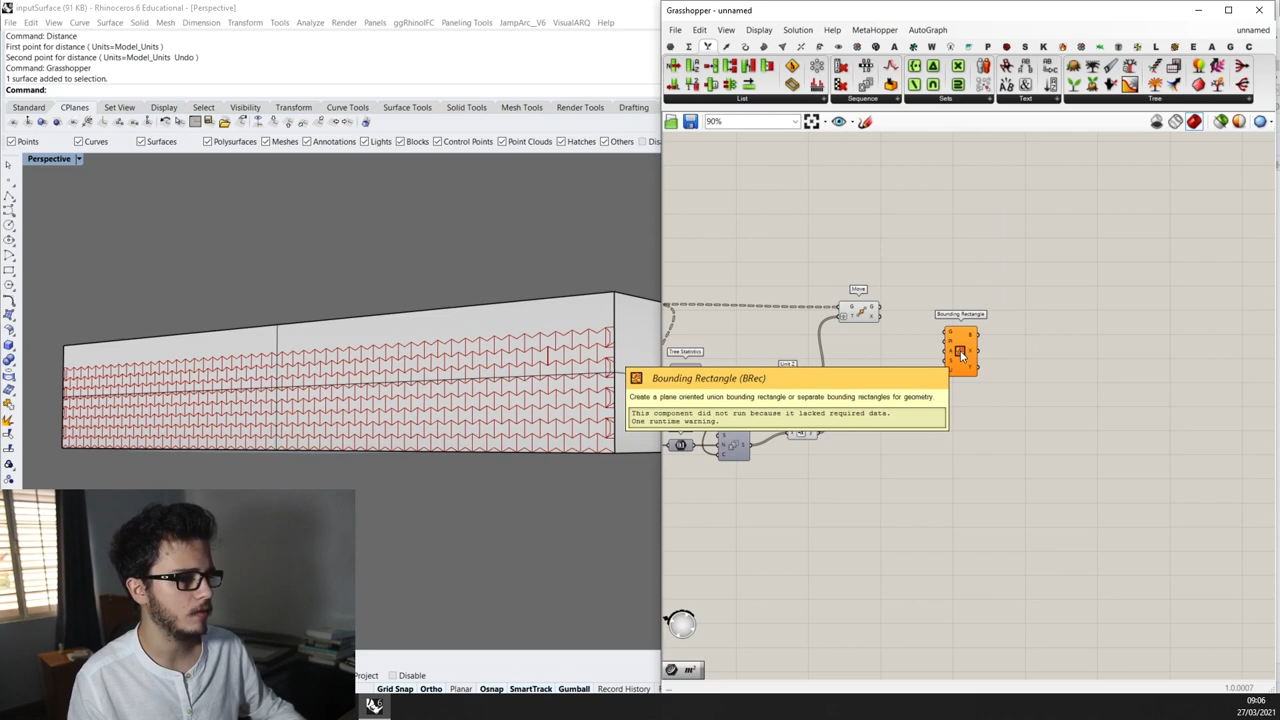 inputSurface (91 KB) - Rhinoceros 6 Educational - [Perspective]
File Edit View Curve Surface Solid Mesh Dimension Transform Tools Analyze Render Panels ggRhinoIFC Paneling Tools JampArc_V6 VisualARQ Help
Command: Distance
First point for distance ( Units=Model_Units )
Second point for distance ( Units=Model_Units Undo )
Command: Grasshopper
1 surface added to selection.
Command:
Standard CPlanes Set View Display Select Visibility Transform Curve Tools Surface Tools Solid Tools Mesh Tools Render Tools Drafting
Points Curves Surfaces Polysurfaces Meshes Annotations Lights Blocks Control Points Point Clouds Hatches Others
Perspective
Project Disable
Grid Snap Ortho Planar Osnap SmartTrack Gumball Record History
Grasshopper - unnamed
File Edit View Display Solution Help MetaHopper AutoGraph unnamed
List Sequence Sets Text Tree
90%
Move
G G
T X
Bounding Rectangle
Tree Statistics
Unit Z
Bounding Rectangle (BRec)
Create a plane oriented union bounding rectangle or separate bounding rectangles for geometry.
This component did not run because it lacked required data.
One runtime warning.
S
N S
C
m²
1.0.0007
09:06
27/03/2021